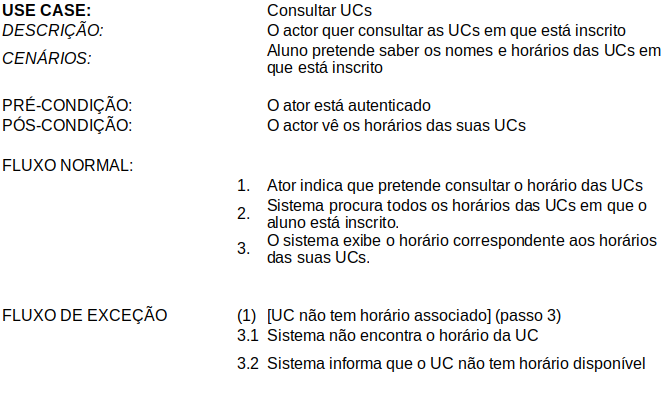 USE CASE: Consultar UCs
DESCRIÇÃO: O actor quer consultar as UCs em que está inscrito
CENÁRIOS: Aluno pretende saber os nomes e horários das UCs em
que está inscrito
PRÉ-CONDIÇÃO: O ator está autenticado
PÓS-CONDIÇÃO: O actor vê os horários das suas UCs
FLUXO NORMAL:
1. Ator indica que pretende consultar o horário das UCs
2. Sistema procura todos os horários das UCs em que o
aluno está inscrito.
3. O sistema exibe o horário correspondente aos horários
das suas UCs.
FLUXO DE EXCEÇÃO (1) [UC não tem horário associado] (passo 3)
3.1 Sistema não encontra o horário da UC
3.2 Sistema informa que o UC não tem horário disponível